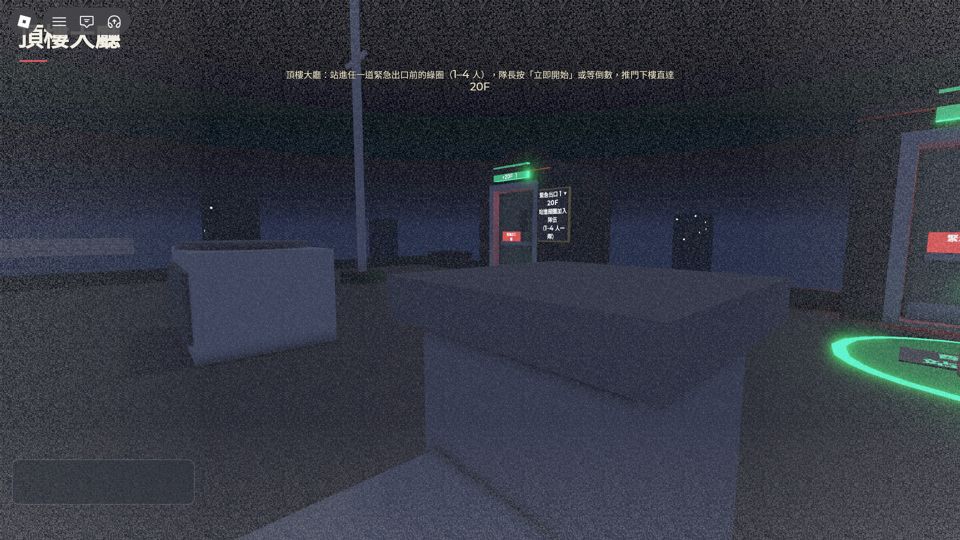 頂樓大廳
頂樓大廳：站進任一道緊急出口前的綠圈（1–4 人），隊長按「立即開始」或等倒數，推門下樓直達
20F
緊急出口 1 ▼
20F
站進綠圈加入
隊伍
（1–4 人一
隊）
緊